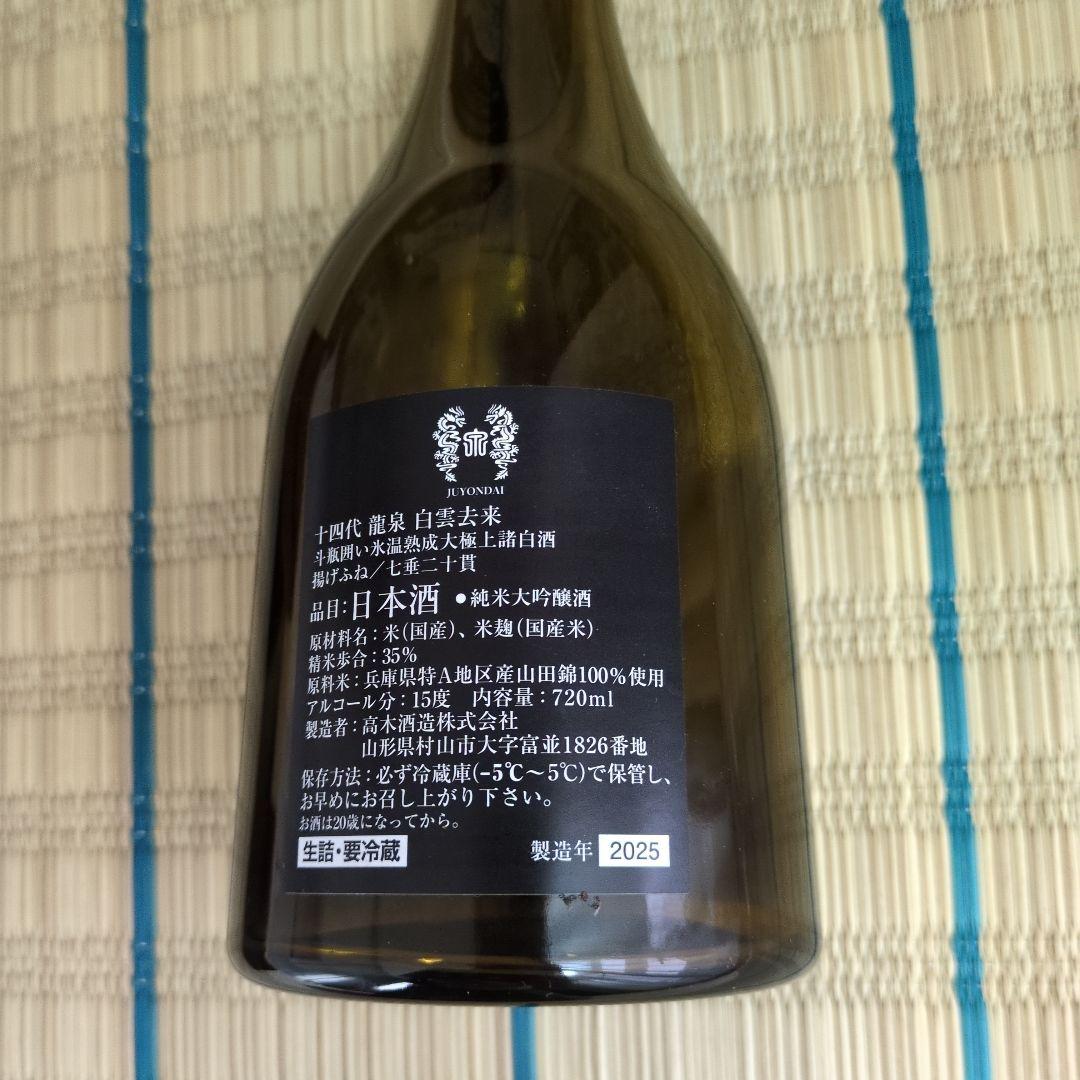 JUYONDAI
十四代 龍泉 白雲去来
斗瓶囲い氷温熟成大極上諸白酒
揚げふね／七垂二十貫
品目：日本酒 ●純米大吟醸酒
原材料名：米（国産）、米麹（国産米）
精米歩合：35%
原料米：兵庫県特A地区産山田錦100%使用
アルコール分：15度 内容量：720ml
製造者：高木酒造株式会社
山形県村山市大字富並1826番地
保存方法：必ず冷蔵庫(−5℃〜5℃)で保管し、
お早めにお召し上がり下さい。
お酒は20歳になってから。
生詰・要冷蔵 製造年 2025